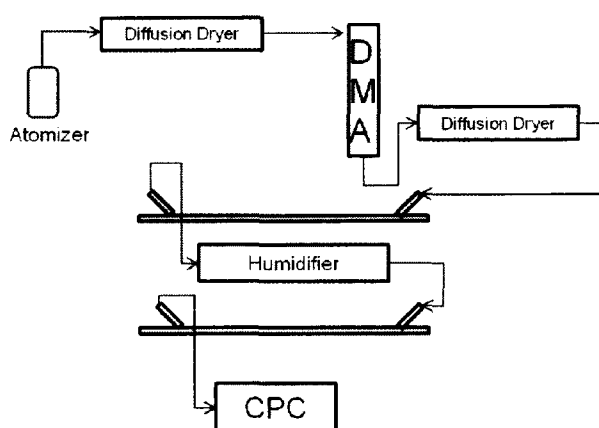 Diffusion Dryer
Atomizer
D
M
A
Diffusion Dryer
Humidifier
CPC